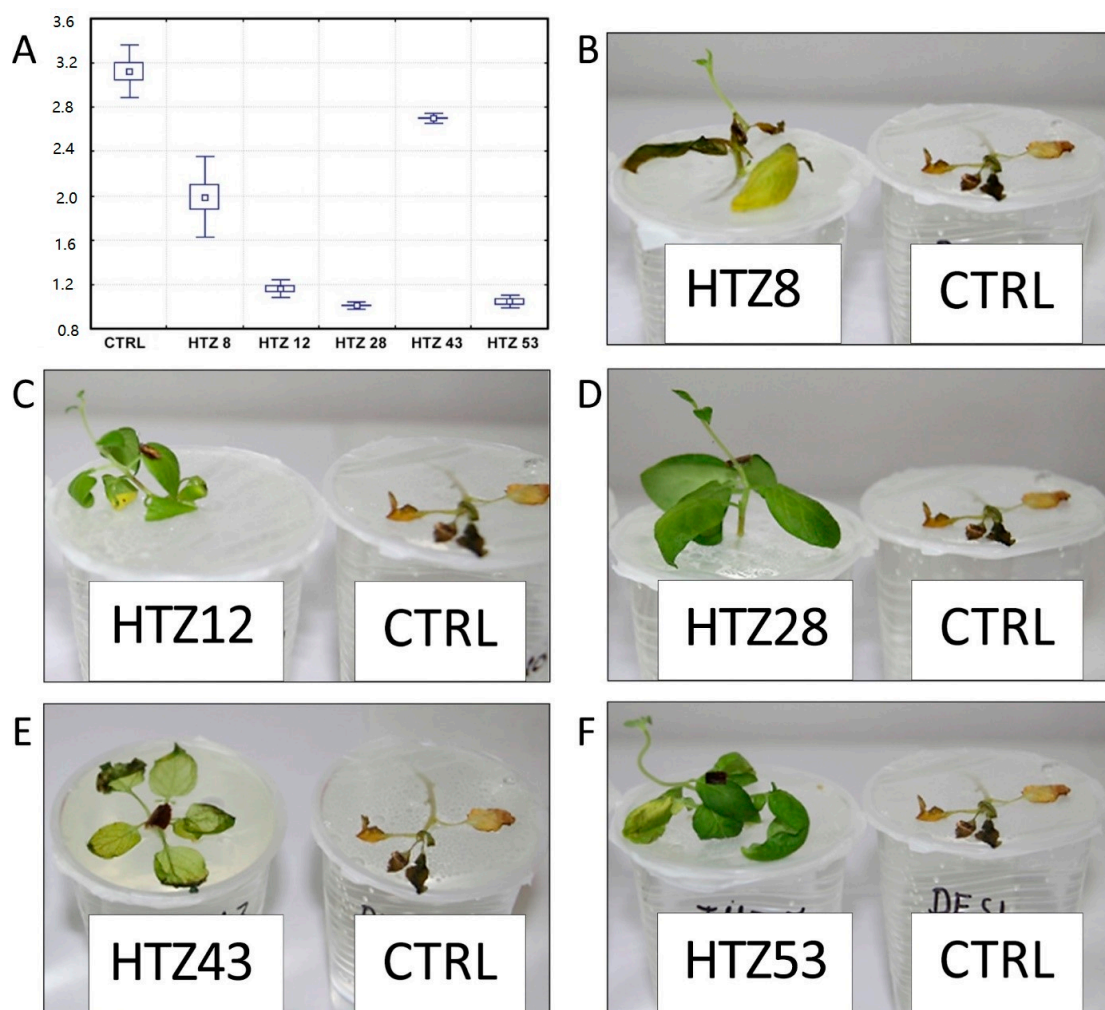 A
3.6
3.2
2.8
2.4
2.0
1.6
1.2
0.8
CTRL HTZ 8 HTZ 12 HTZ 28 HTZ 43 HTZ 53
B
HTZ8 CTRL
C
HTZ12 CTRL
D
HTZ28 CTRL
E
HTZ43 CTRL
F
HTZ53 CTRL